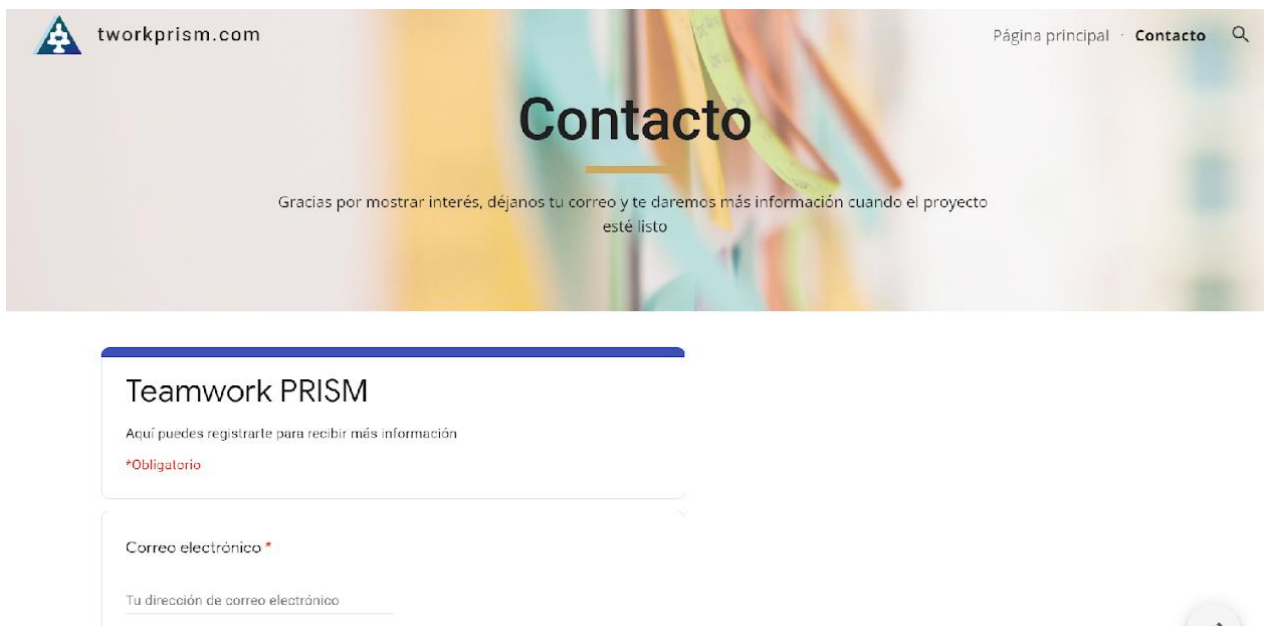 tworkprism.com
Página principal · Contacto
Contacto
Gracias por mostrar interés, déjanos tu correo y te daremos más información cuando el proyecto
esté listo
Teamwork PRISM
Aquí puedes registrarte para recibir más información
*Obligatorio
Correo electrónico *
Tu dirección de correo electrónico